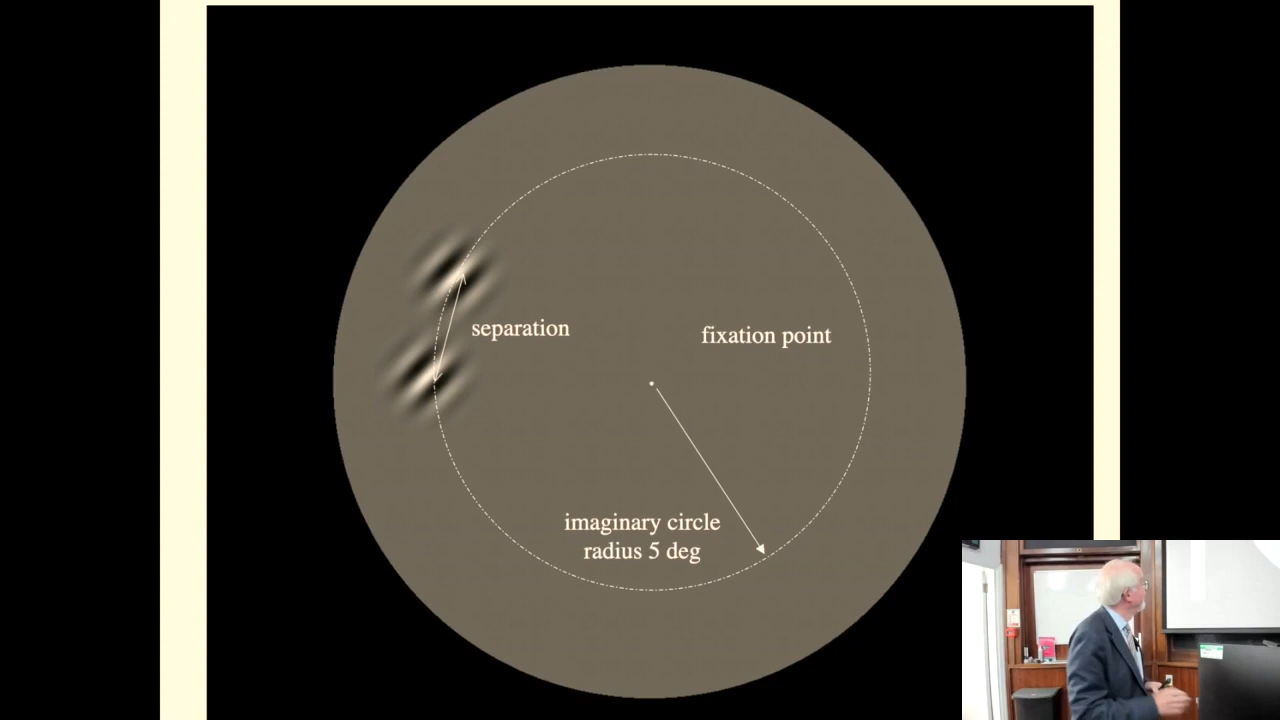 separation
fixation point
imaginary circle
radius 5 deg